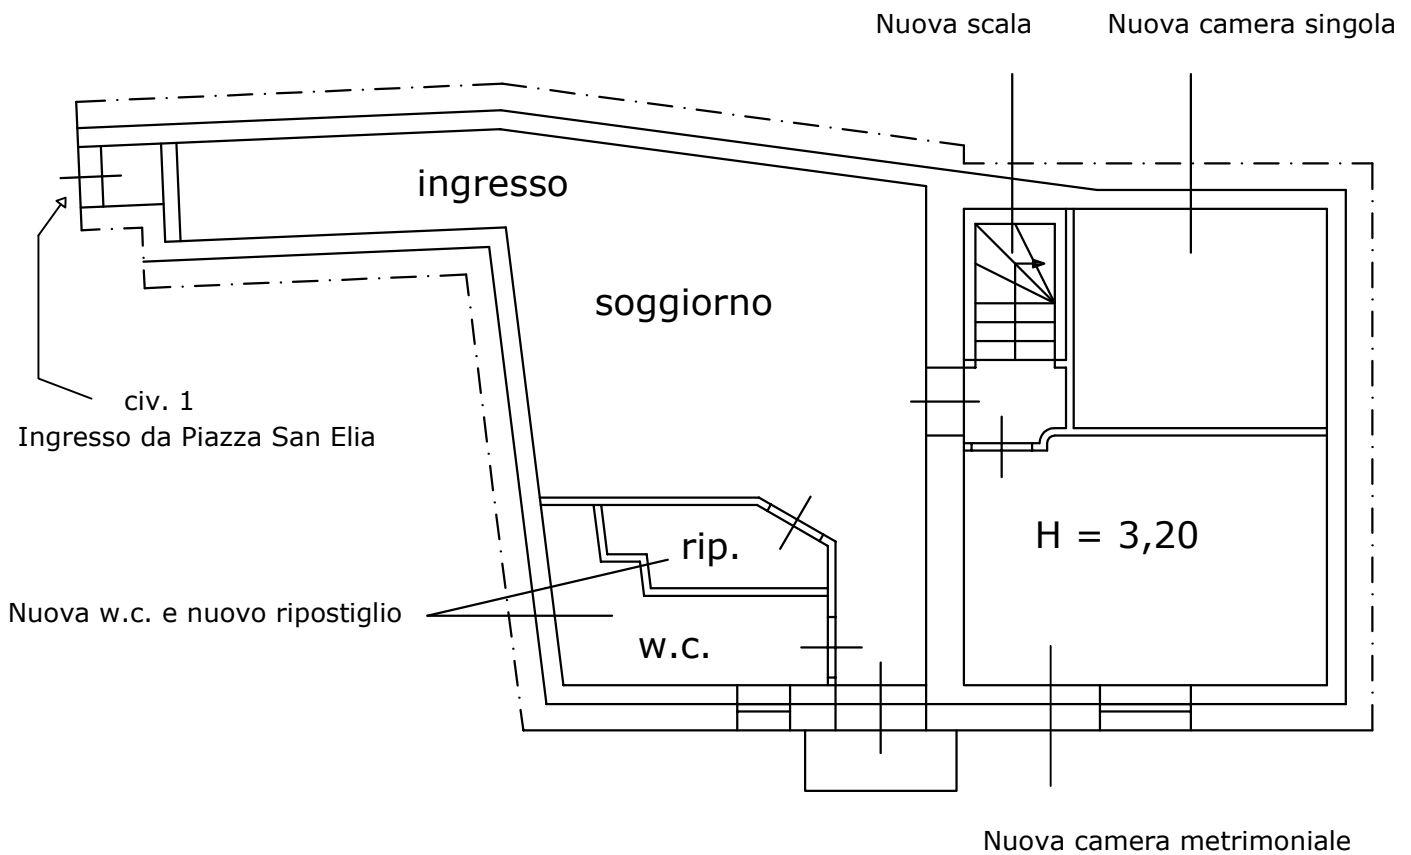 Nuova scala
Nuova camera singola
ingresso
soggiorno
civ. 1
Ingresso da Piazza San Elia
rip.
H = 3,20
Nuova w.c. e nuovo ripostiglio
w.c.
Nuova camera metrimoniale